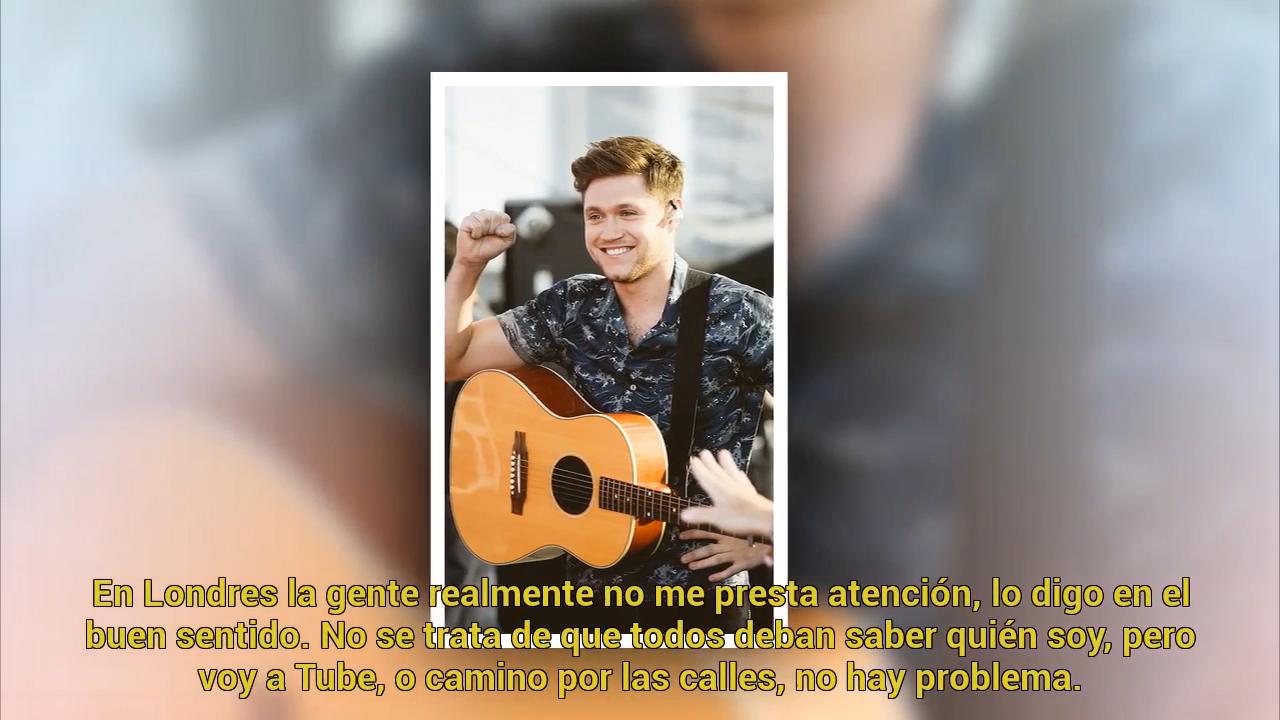 En Londres la gente realmente no me presta atención, lo digo en el
buen sentido. No se trata de que todos deban saber quién soy, pero
voy a Tube, o camino por las calles, no hay problema.